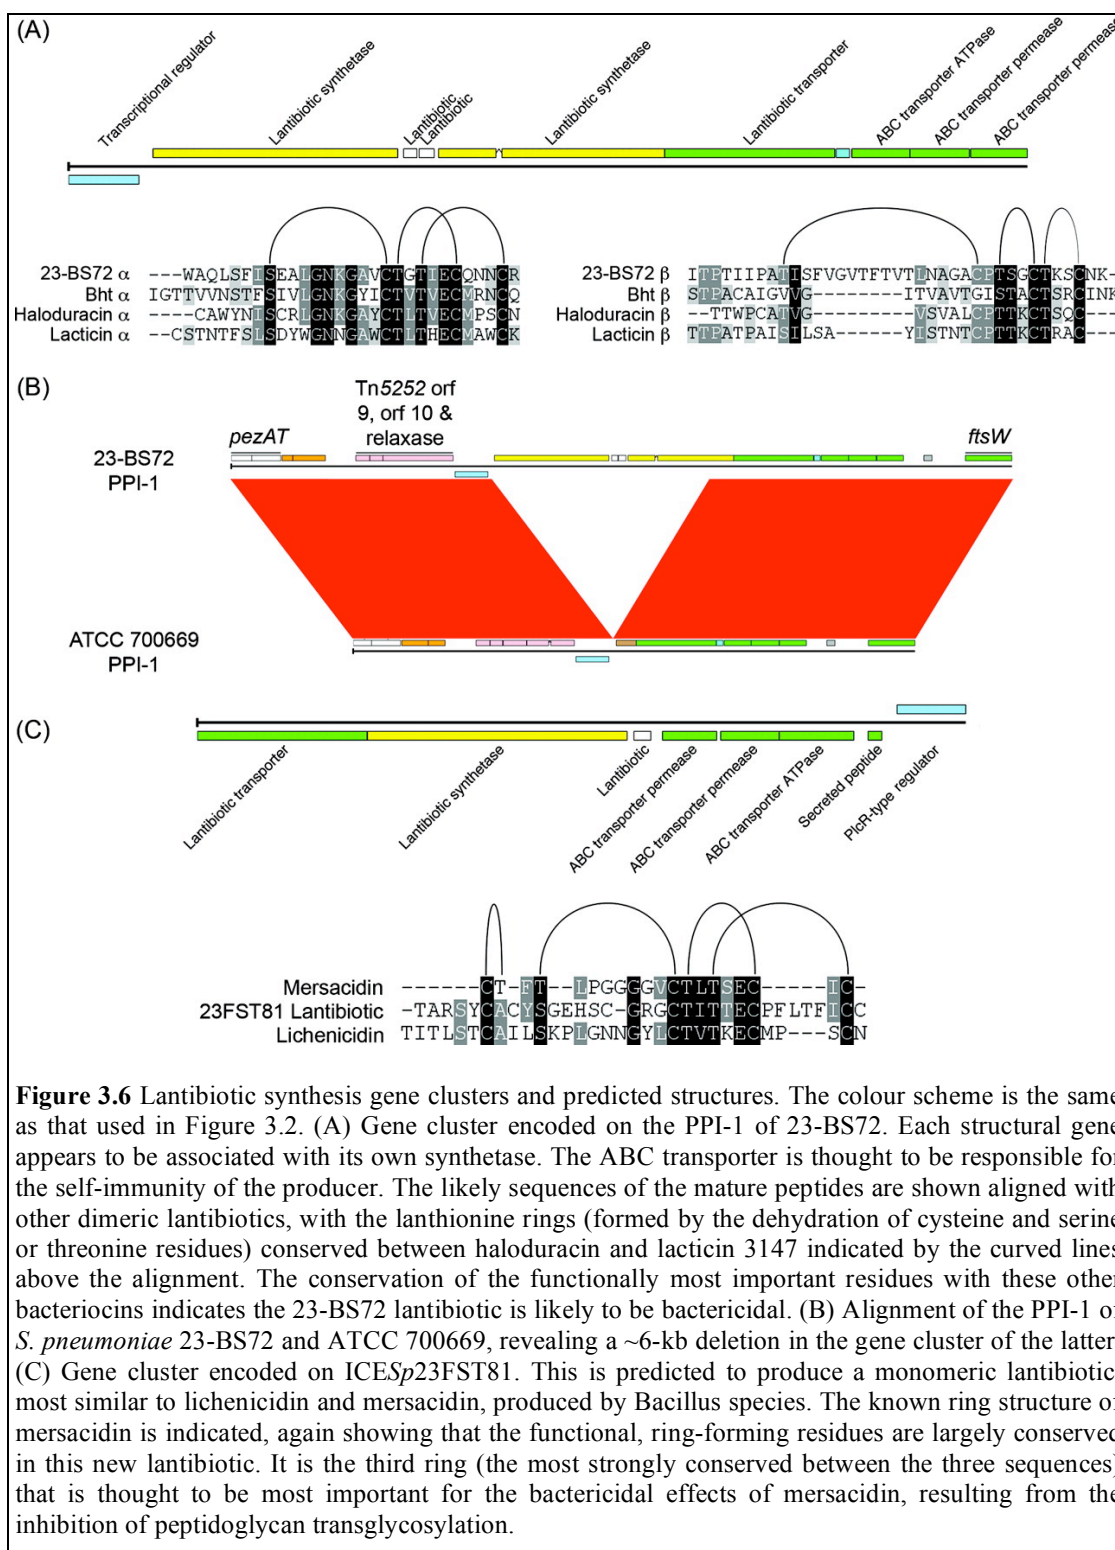 (A)
Transcriptional regulator
Lantibiotic synthetase
Lantibiotic
Lantibiotic
Lantibiotic synthetase
Lantibiotic transporter
ABC transporter ATPase
ABC transporter permease
ABC transporter permease
23-BS72 α ---WAQLSFISEALGNKGAVCTGTIECQNNCR
Bht α IGTTVVNSTFSIVLGNKGYICTVTVECMRNCQ
Haloduracin α ----CAWYNISCRLGNKGAYCTLTVECMPSCN
Lacticin α --CSTNTFSLSDYWGNNGAWCTLTHECMAWCK
23-BS72 β ITPTIIPATISFVGVTFTVTLNAGACPTSGCTKSCNK-
Bht β STPACAIGVVG--------ITVAVTGISTACTSRCINK
Haloduracin β --TTWPCATVG---------VSVALCPTTKCTSQC---
Lacticin β TTPATPAISILSA------YISTNTCPTTKCTRAC---
(B)
Tn5252 orf
9, orf 10 &
relaxase
pezAT
ftsW
23-BS72
PPI-1
ATCC 700669
PPI-1
(C)
Lantibiotic transporter
Lantibiotic synthetase
Lantibiotic
ABC transporter permease
ABC transporter permease
ABC transporter ATPase
Secreted peptide
PlcR-type regulator
Mersacidin ------CT-FT--LPGGGGVCTLTSEC-----IC-
23FST81 Lantibiotic -TARSYCACYSGEHSC-GRGCTITTECPFLTFICC
Lichenicidin TITLSTCAILSKPLGNNGYLCTVTKECMP---SCN
Figure 3.6 Lantibiotic synthesis gene clusters and predicted structures. The colour scheme is the same
as that used in Figure 3.2. (A) Gene cluster encoded on the PPI-1 of 23-BS72. Each structural gene
appears to be associated with its own synthetase. The ABC transporter is thought to be responsible for
the self-immunity of the producer. The likely sequences of the mature peptides are shown aligned with
other dimeric lantibiotics, with the lanthionine rings (formed by the dehydration of cysteine and serine
or threonine residues) conserved between haloduracin and lacticin 3147 indicated by the curved lines
above the alignment. The conservation of the functionally most important residues with these other
bacteriocins indicates the 23-BS72 lantibiotic is likely to be bactericidal. (B) Alignment of the PPI-1 of
S. pneumoniae 23-BS72 and ATCC 700669, revealing a ~6-kb deletion in the gene cluster of the latter
(C) Gene cluster encoded on ICESp23FST81. This is predicted to produce a monomeric lantibiotic
most similar to lichenicidin and mersacidin, produced by Bacillus species. The known ring structure of
mersacidin is indicated, again showing that the functional, ring-forming residues are largely conserved
in this new lantibiotic. It is the third ring (the most strongly conserved between the three sequences)
that is thought to be most important for the bactericidal effects of mersacidin, resulting from the
inhibition of peptidoglycan transglycosylation.